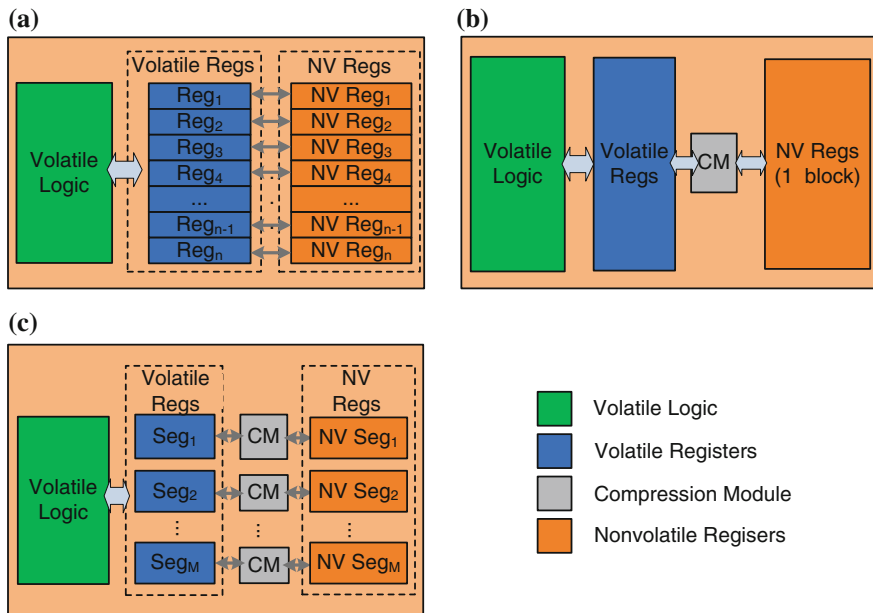 (a)
Volatile Regs
NV Regs
Volatile
Logic
Reg1
Reg2
Reg3
Reg4
...
Regn-1
Regn
NV Reg1
NV Reg2
NV Reg3
NV Reg4
...
NV Regn-1
NV Regn
(b)
Volatile
Logic
Volatile
Regs
CM
NV Regs
(1 block)
(c)
Volatile
Regs
NV
Regs
Volatile
Logic
Seg1
CM
NV Seg1
Seg2
CM
NV Seg2
SegM
CM
NV SegM
Volatile Logic
Volatile Registers
Compression Module
Nonvolatile Regisers